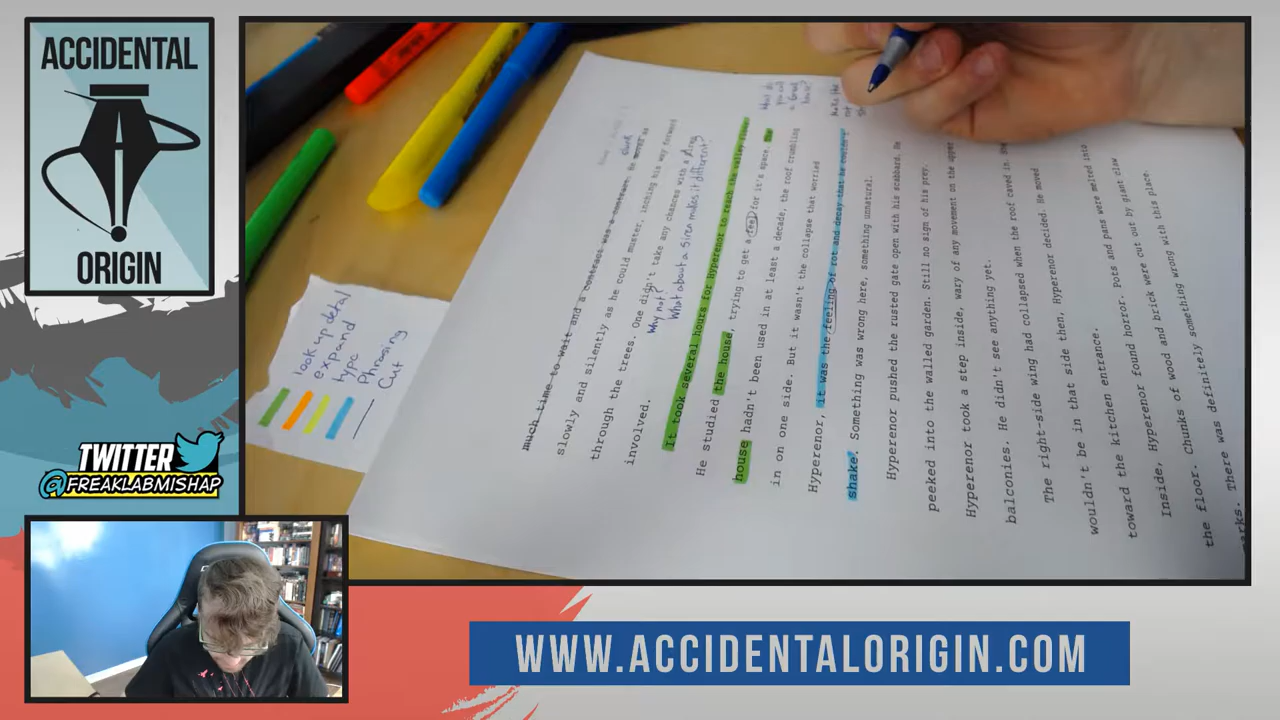 ACCIDENTAL
ORIGIN
TWITTER
@FREAKLABMISHAP
WWW.ACCIDENTALORIGIN.COM
look up detail
expand
typo
Phrasing
Cut
much time to wait and a contract was a contract. He moved as
slowly and silently as he could muster, inching his way forward
through the trees. One didn't take any chances with a
involved.
Why not?
What about a siren makes it different?
It took several hours for Hyperenor to reach the valley
He studied the house, trying to get a feel for it's space. The
house hadn't been used in at least a decade, the roof crumbling
in on one side. But it wasn't the collapse that worried
Hyperenor, it was the feeling of rot and decay that he
shake. Something was wrong here, something unnatural.
Hyperenor pushed the rusted gate open with his scabbard. He
peeked into the walled garden. Still no sign of his prey.
Hyperenor took a step inside, wary of any movement on the upper
balconies. He didn't see anything yet.
The right-side wing had collapsed when the roof caved in. She
wouldn't be in that side then, Hyperenor decided. He moved
toward the kitchen entrance.
Inside, Hyperenor found horror. Pots and pans were melted into
the floor. Chunks of wood and brick were cut out by giant claw
marks. There was definitely something wrong with this place.